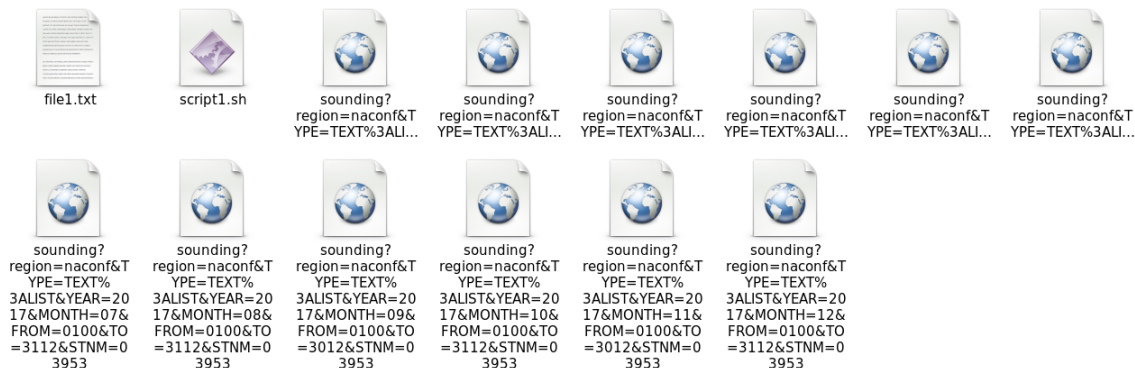 file1.txt
script1.sh
sounding?
region=naconf&T
YPE=TEXT%3ALI...
sounding?
region=naconf&T
YPE=TEXT%3ALI...
sounding?
region=naconf&T
YPE=TEXT%3ALI...
sounding?
region=naconf&T
YPE=TEXT%3ALI...
sounding?
region=naconf&T
YPE=TEXT%3ALI...
sounding?
region=naconf&T
YPE=TEXT%3ALI...
sounding?
region=naconf&T
YPE=TEXT%
3ALIST&YEAR=20
17&MONTH=07&
FROM=0100&TO
=3112&STNM=0
3953
sounding?
region=naconf&T
YPE=TEXT%
3ALIST&YEAR=20
17&MONTH=08&
FROM=0100&TO
=3112&STNM=0
3953
sounding?
region=naconf&T
YPE=TEXT%
3ALIST&YEAR=20
17&MONTH=09&
FROM=0100&TO
=3012&STNM=0
3953
sounding?
region=naconf&T
YPE=TEXT%
3ALIST&YEAR=20
17&MONTH=10&
FROM=0100&TO
=3112&STNM=0
3953
sounding?
region=naconf&T
YPE=TEXT%
3ALIST&YEAR=20
17&MONTH=11&
FROM=0100&TO
=3012&STNM=0
3953
sounding?
region=naconf&T
YPE=TEXT%
3ALIST&YEAR=20
17&MONTH=12&
FROM=0100&TO
=3112&STNM=0
3953